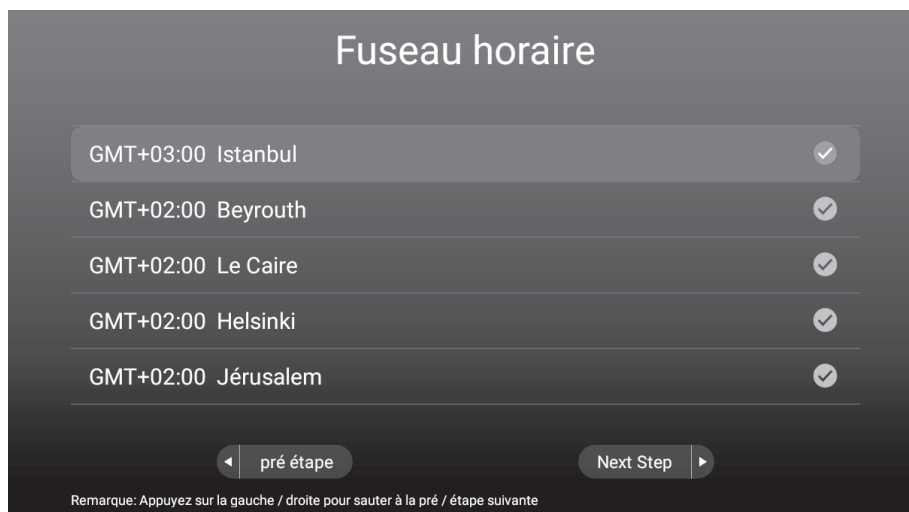 Fuseau horaire
GMT+03:00 Istanbul
GMT+02:00 Beyrouth
GMT+02:00 Le Caire
GMT+02:00 Helsinki
GMT+02:00 Jérusalem
pré étape
Next Step
Remarque: Appuyez sur la gauche / droite pour sauter à la pré / étape suivante